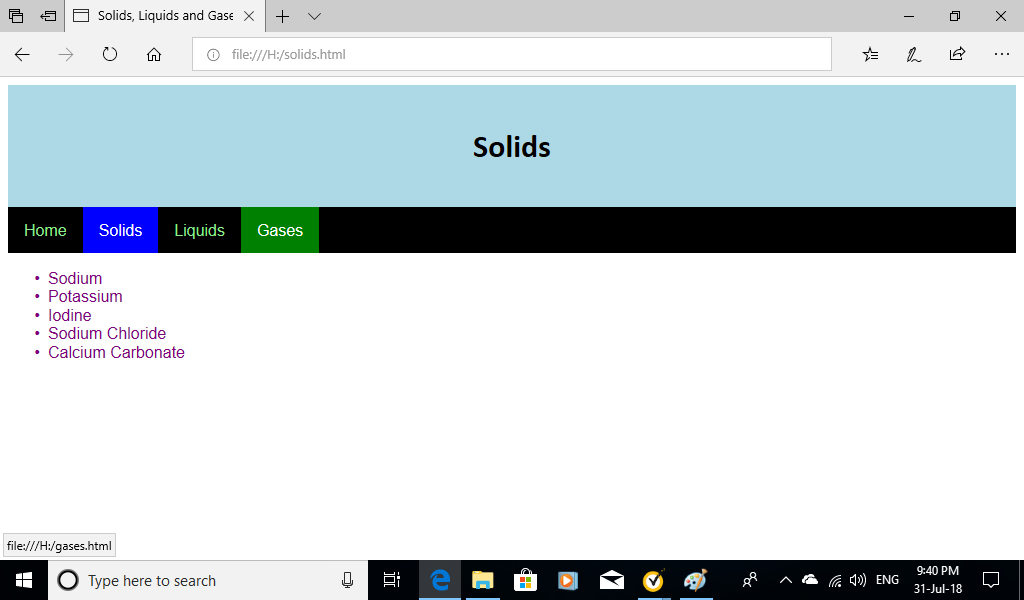 Solids, Liquids and Gase
file:///H:/solids.html
Solids
Home Solids Liquids Gases
• Sodium
• Potassium
• Iodine
• Sodium Chloride
• Calcium Carbonate
file:///H:/gases.html
Type here to search
ENG
9:40 PM
31-Jul-18